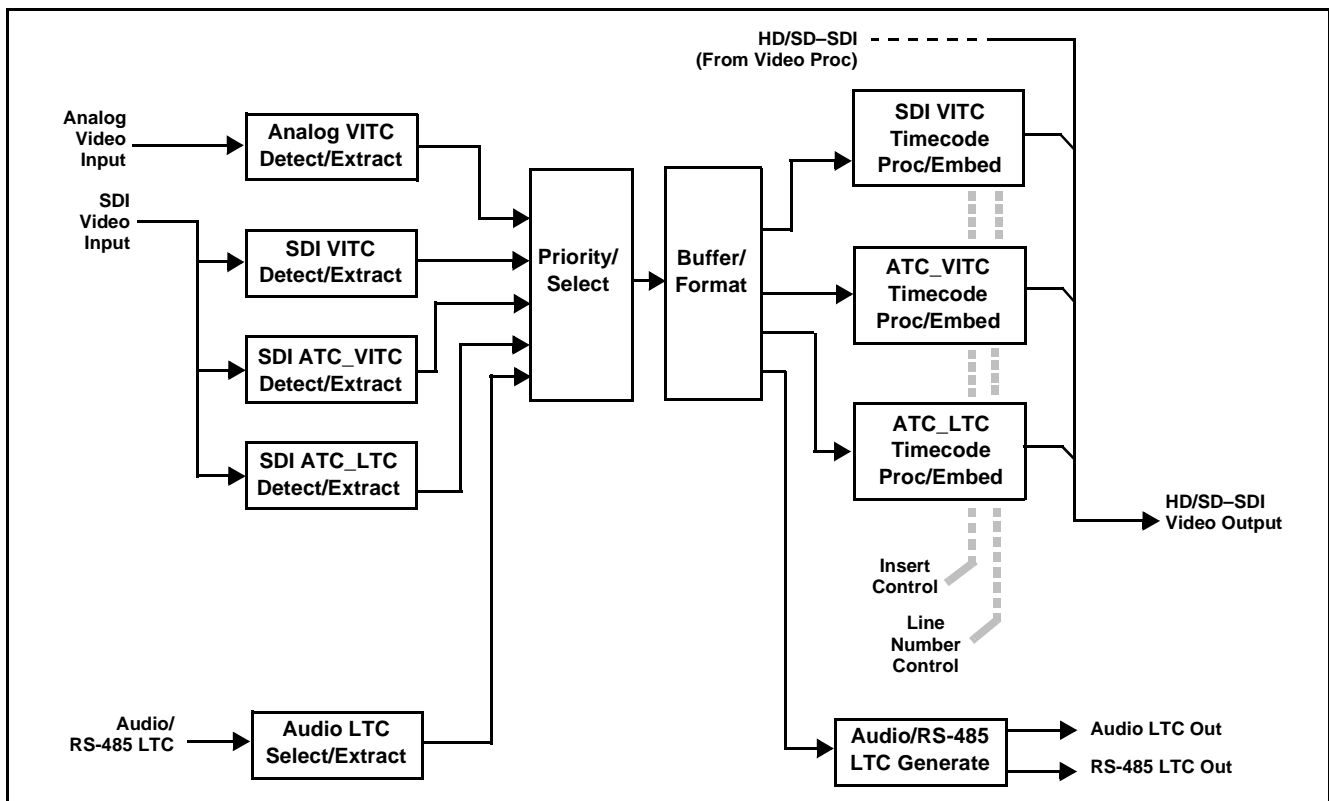 HD/SD–SDI
(From Video Proc)
Analog
Video
Input
Analog VITC
Detect/Extract
SDI
Video
Input
SDI VITC
Detect/Extract
SDI ATC_VITC
Detect/Extract
SDI ATC_LTC
Detect/Extract
Audio/
RS-485 LTC
Audio LTC
Select/Extract
Priority/
Select
Buffer/
Format
SDI VITC
Timecode
Proc/Embed
ATC_VITC
Timecode
Proc/Embed
ATC_LTC
Timecode
Proc/Embed
Insert
Control
Line
Number
Control
HD/SD–SDI
Video Output
Audio/RS-485
LTC Generate
Audio LTC Out
RS-485 LTC Out